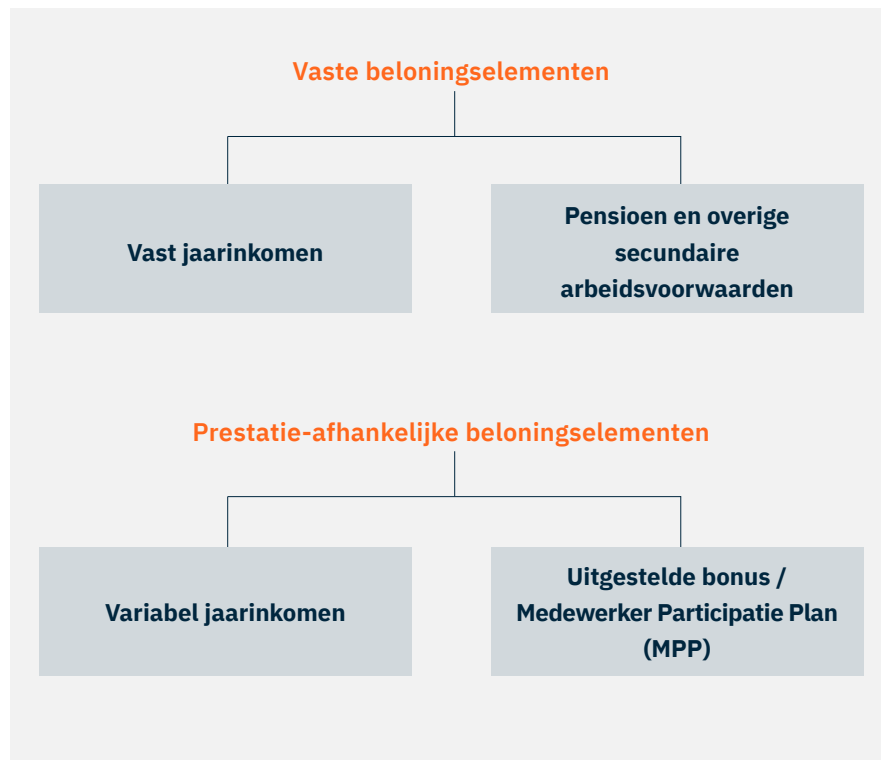 Vaste beloningselementen
Vast jaarinkomen
Pensioen en overige
secundaire
arbeidsvoorwaarden
Prestatie-afhankelijke beloningselementen
Variabel jaarinkomen
Uitgestelde bonus /
Medewerker Participatie Plan
(MPP)